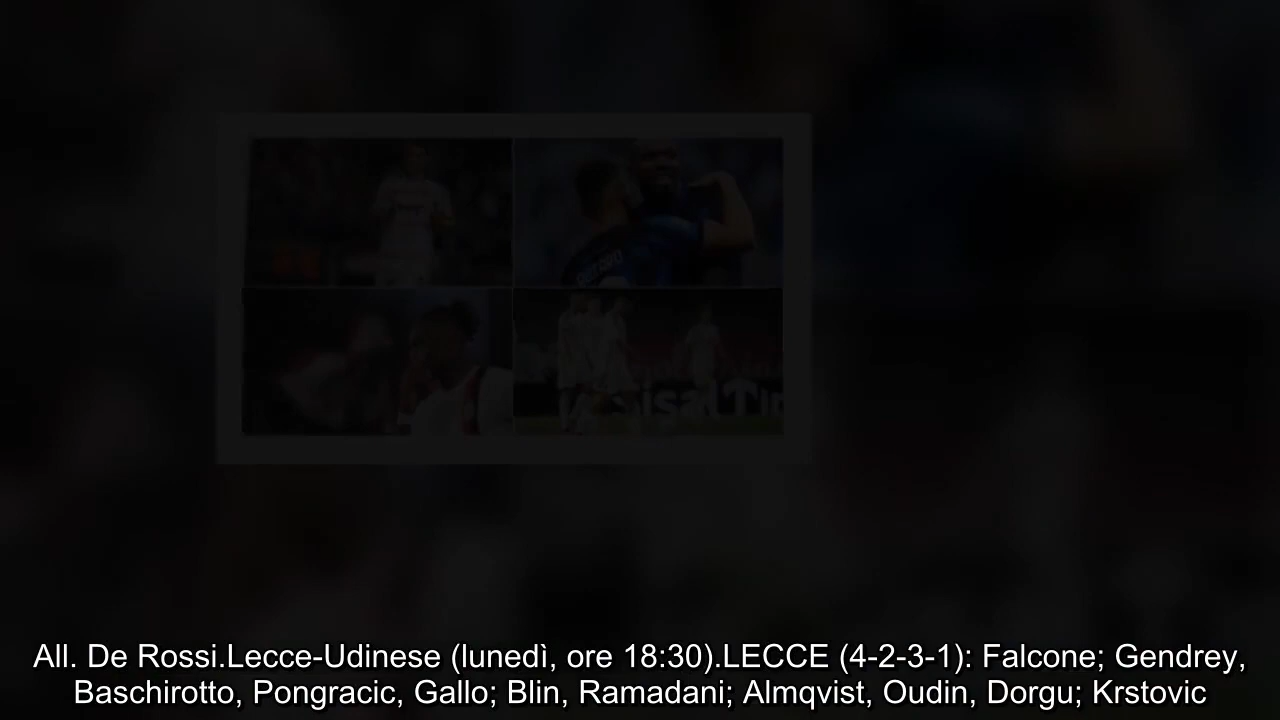 All. De Rossi.Lecce-Udinese (lunedì, ore 18:30).LECCE (4-2-3-1): Falcone; Gendrey,
Baschirotto, Pongracic, Gallo; Blin, Ramadani; Almqvist, Oudin, Dorgu; Krstovic